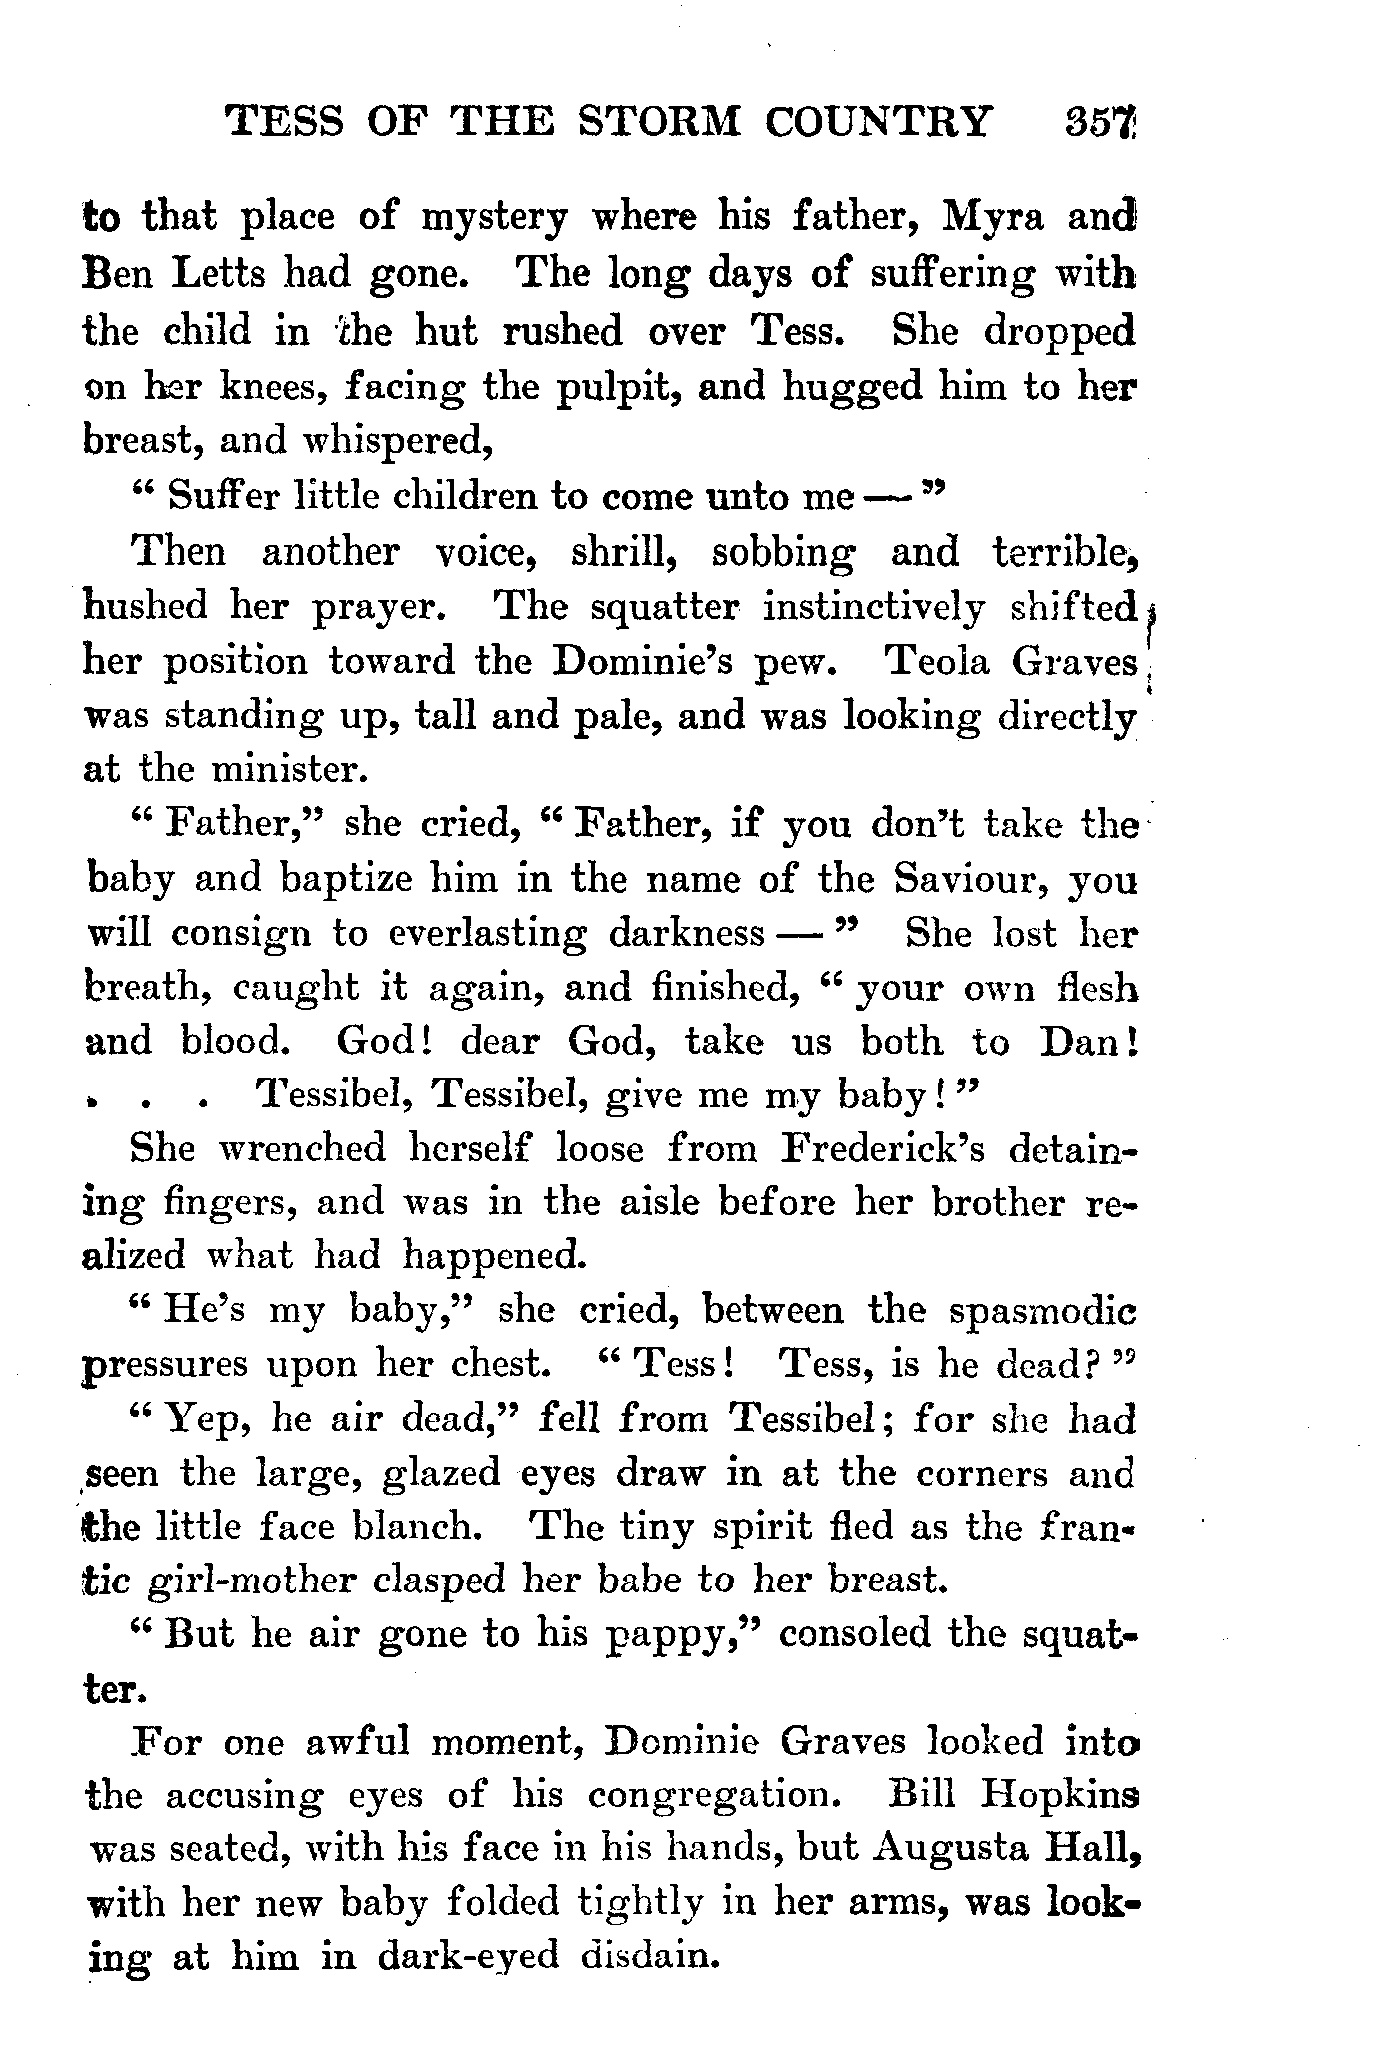 TESS OF THE STORM COUNTRY 357
to that place of mystery where his father, Myra and
Ben Letts had gone. The long days of suffering with
the child in the hut rushed over Tess. She dropped
on her knees, facing the pulpit, and hugged him to her
breast, and whispered,
“ Suffer little children to come unto me — ”
Then another voice, shrill, sobbing and terrible,
hushed her prayer. The squatter instinctively shifted
her position toward the Dominie’s pew. Teola Graves
was standing up, tall and pale, and was looking directly
at the minister.
“ Father,” she cried, “ Father, if you don’t take the
baby and baptize him in the name of the Saviour, you
will consign to everlasting darkness — ” She lost her
breath, caught it again, and finished, “ your own flesh
and blood. God! dear God, take us both to Dan!
. . . Tessibel, Tessibel, give me my baby! ”
She wrenched herself loose from Frederick’s detain-
ing fingers, and was in the aisle before her brother re-
alized what had happened.
“ He’s my baby,” she cried, between the spasmodic
pressures upon her chest. “ Tess! Tess, is he dead? ”
“ Yep, he air dead,” fell from Tessibel; for she had
seen the large, glazed eyes draw in at the corners and
the little face blanch. The tiny spirit fled as the fran-
tic girl-mother clasped her babe to her breast.
“ But he air gone to his pappy,” consoled the squat-
ter.
For one awful moment, Dominie Graves looked into
the accusing eyes of his congregation. Bill Hopkins
was seated, with his face in his hands, but Augusta Hall,
with her new baby folded tightly in her arms, was look-
ing at him in dark-eyed disdain.